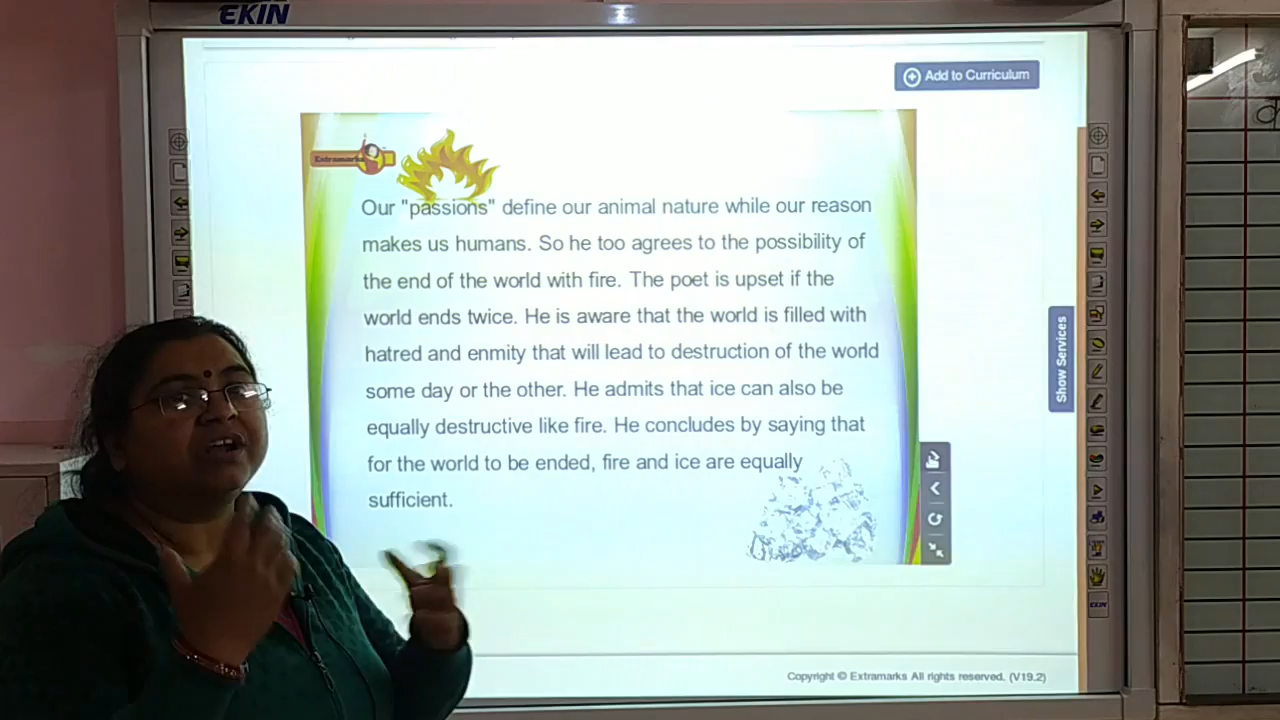 EKIN
Add to Curriculum
Extramarks
Our "passions" define our animal nature while our reason
makes us humans. So he too agrees to the possibility of
the end of the world with fire. The poet is upset if the
world ends twice. He is aware that the world is filled with
hatred and enmity that will lead to destruction of the world
some day or the other. He admits that ice can also be
equally destructive like fire. He concludes by saying that
for the world to be ended, fire and ice are equally
sufficient.
Show Services
EKIN
Copyright © Extramarks All rights reserved. (V19.2)